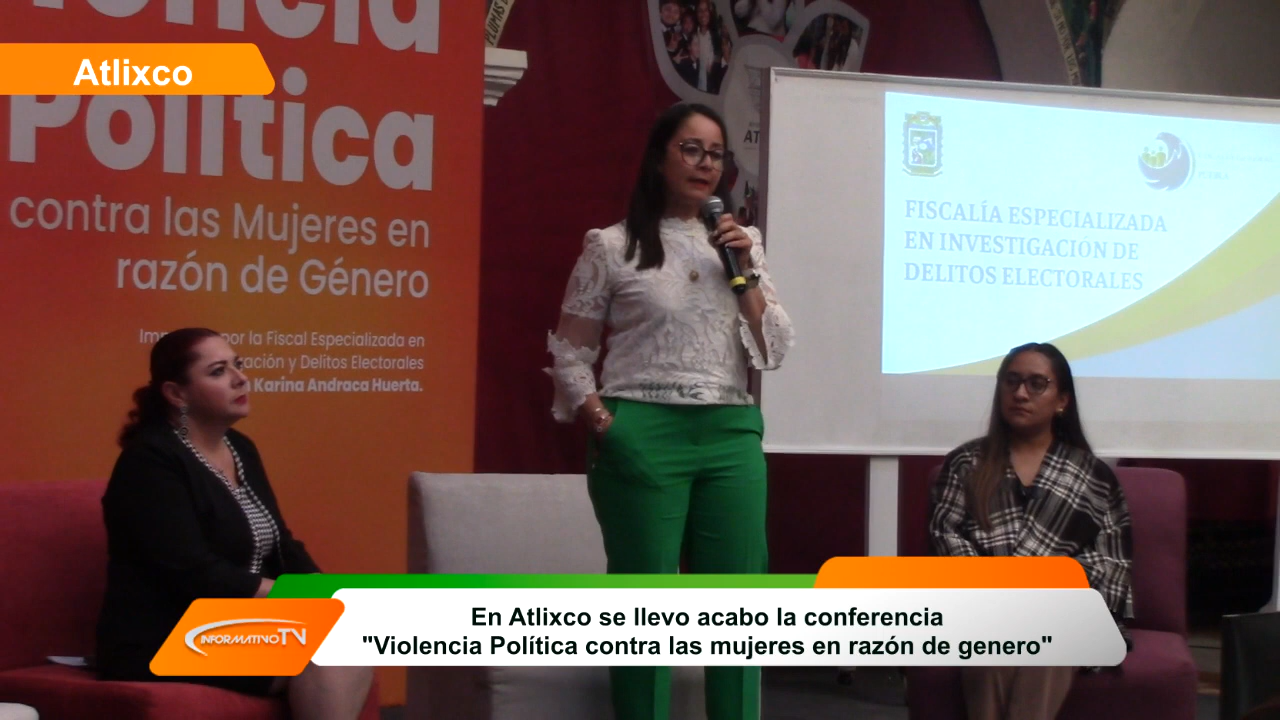 encia
Política
contra las Mujeres en
razón de Género
por la Fiscal Especializada en
y Delitos Electorales
Karina Andraca Huerta.
Atlixco
FISCALÍA ESPECIALIZADA
EN INVESTIGACIÓN DE
DELITOS ELECTORALES
INFORMATIVO TV
En Atlixco se llevo acabo la conferencia
"Violencia Política contra las mujeres en razón de genero"